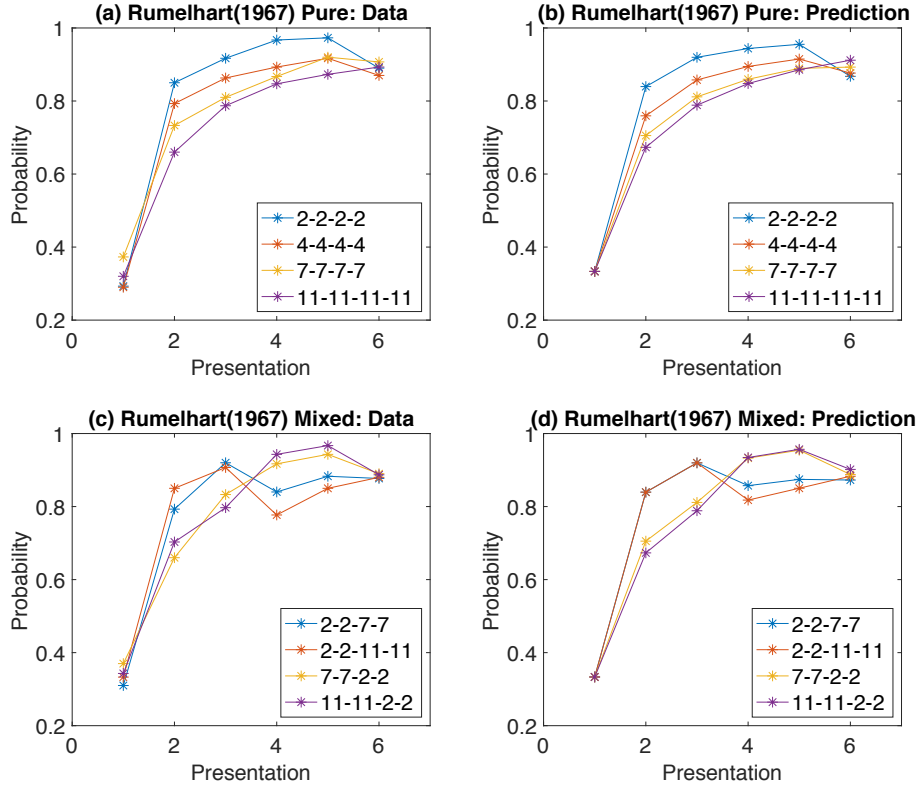 (a) Rumelhart(1967) Pure: Data
1
0.8
0.6
0.4
0.2
Probability
2-2-2-2
4-4-4-4
7-7-7-7
11-11-11-11
0 2 4 6
Presentation
(b) Rumelhart(1967) Pure: Prediction
1
0.8
0.6
0.4
0.2
Probability
2-2-2-2
4-4-4-4
7-7-7-7
11-11-11-11
0 2 4 6
Presentation
(c) Rumelhart(1967) Mixed: Data
1
0.8
0.6
0.4
0.2
Probability
2-2-7-7
2-2-11-11
7-7-2-2
11-11-2-2
0 2 4 6
Presentation
(d) Rumelhart(1967) Mixed: Prediction
1
0.8
0.6
0.4
0.2
Probability
2-2-7-7
2-2-11-11
7-7-2-2
11-11-2-2
0 2 4 6
Presentation